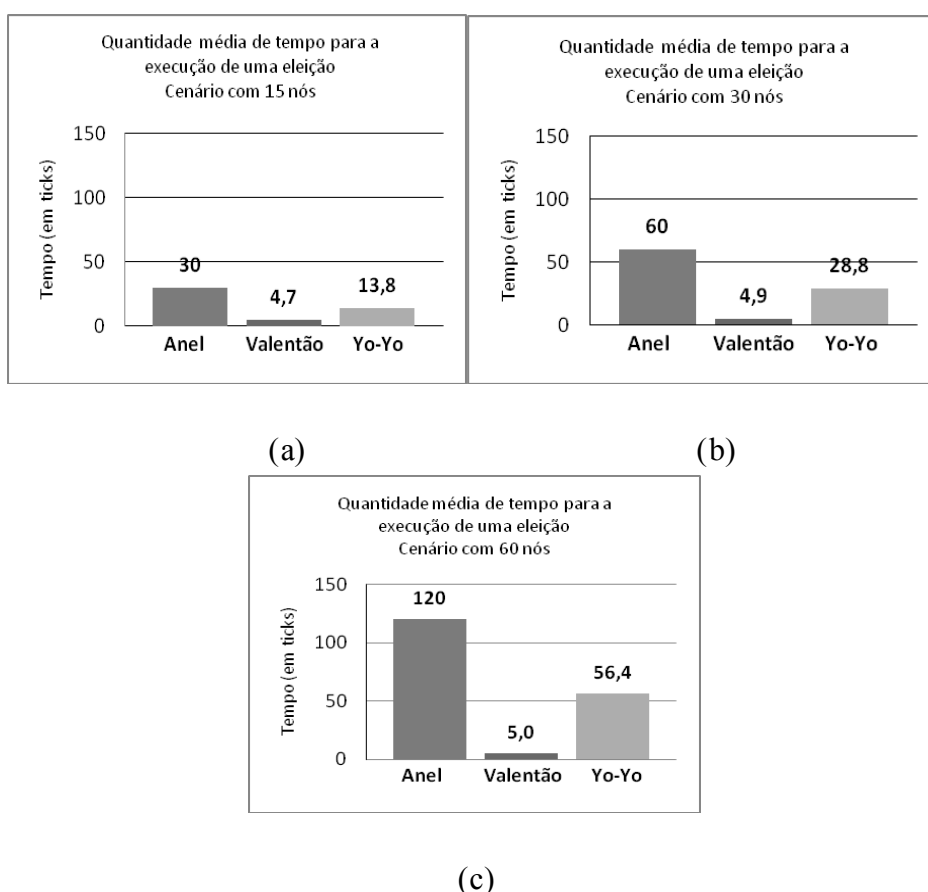 Quantidade média de tempo para a
execução de uma eleição
Cenário com 15 nós
Tempo (em ticks)
150
100
50
0
30
4,7
13,8
Anel Valentão Yo-Yo
(a)
Quantidade média de tempo para a
execução de uma eleição
Cenário com 30 nós
Tempo (em ticks)
150
100
50
0
60
4,9
28,8
Anel Valentão Yo-Yo
(b)
Quantidade média de tempo para a
execução de uma eleição
Cenário com 60 nós
Tempo (em ticks)
150
100
50
0
120
5,0
56,4
Anel Valentão Yo-Yo
(c)